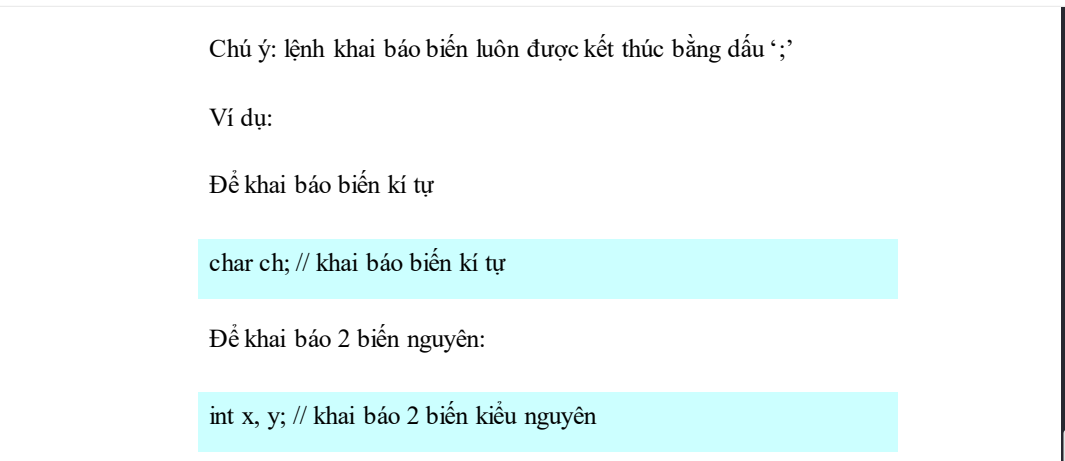 Chú ý: lệnh khai báo biến luôn được kết thúc bằng dấu ‘;’
Ví dụ:
Để khai báo biến kí tự
char ch; // khai báo biến kí tự
Để khai báo 2 biến nguyên:
int x, y; // khai báo 2 biến kiểu nguyên